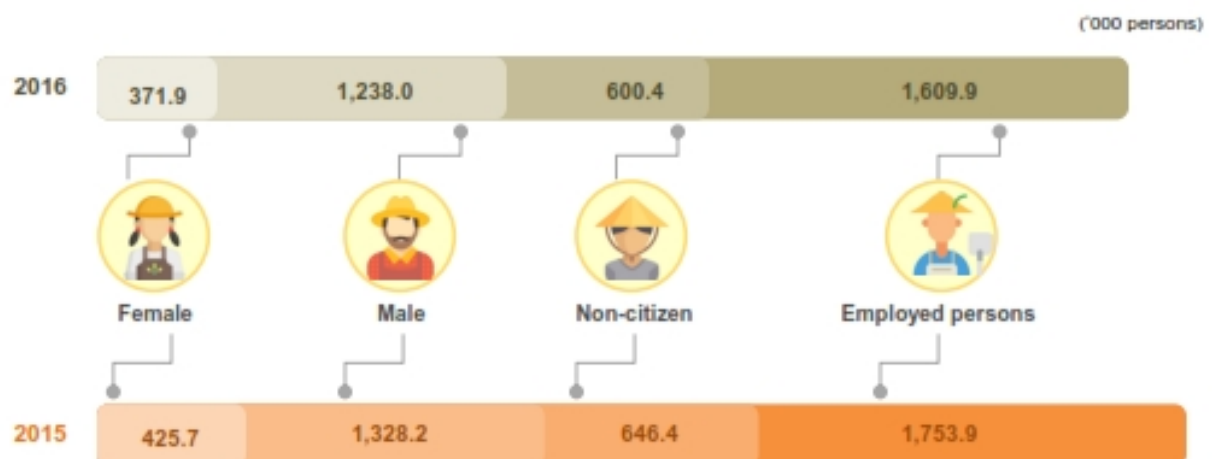 ('000 persons)
2016 371.9 1,238.0 600.4 1,609.9
Female Male Non-citizen Employed persons
2015 425.7 1,328.2 646.4 1,753.9